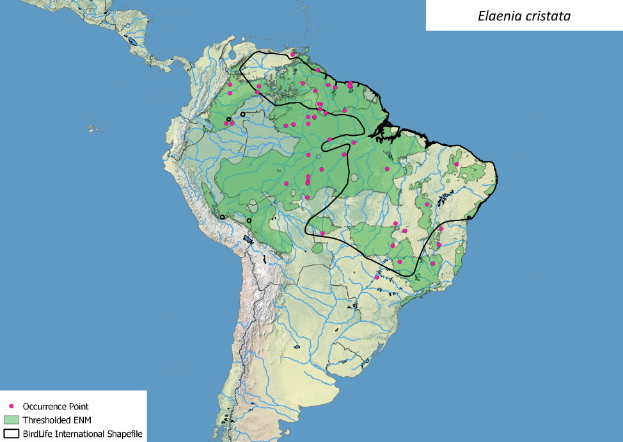 Elaenia cristata
Occurrence Point
Thresholded ENM
BirdLife International Shapefile